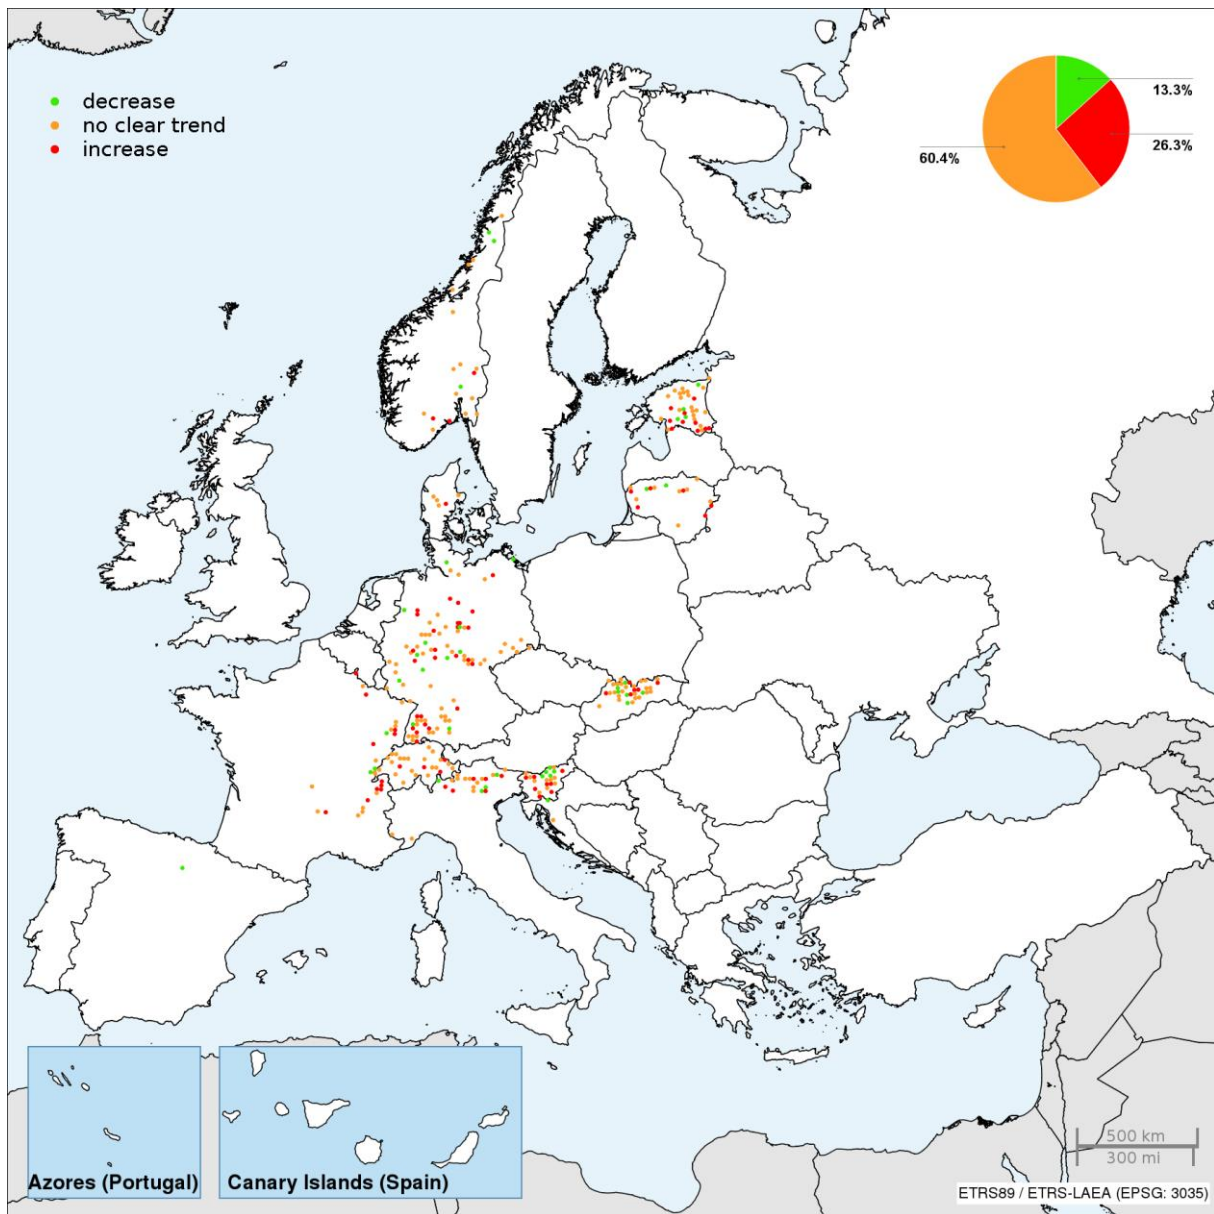 decrease
no clear trend
increase
13.3%
26.3%
60.4%
Azores (Portugal)
Canary Islands (Spain)
500 km
300 mi
ETRS89 / ETRS-LAEA (EPSG: 3035)